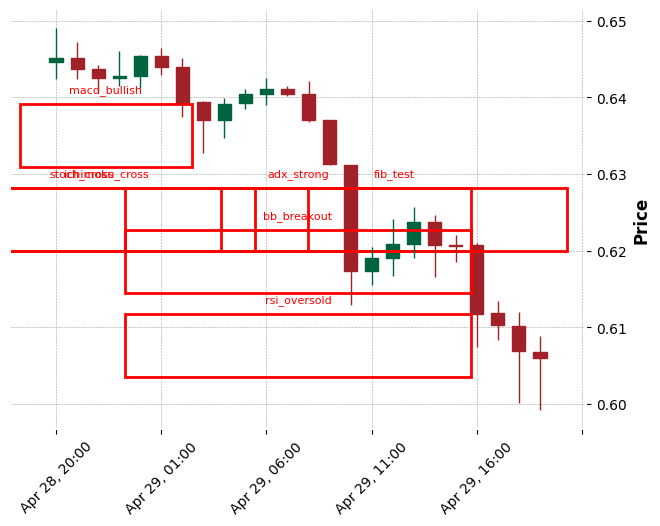 0.65
macd_bullish
0.64
stoch_cross
ichimoku_cross
adx_strong
fib_test
0.63
bb_breakout
Price
0.62
rsi_oversold
0.61
0.60
Apr 28, 20:00
Apr 29, 01:00
Apr 29, 06:00
Apr 29, 11:00
Apr 29, 16:00